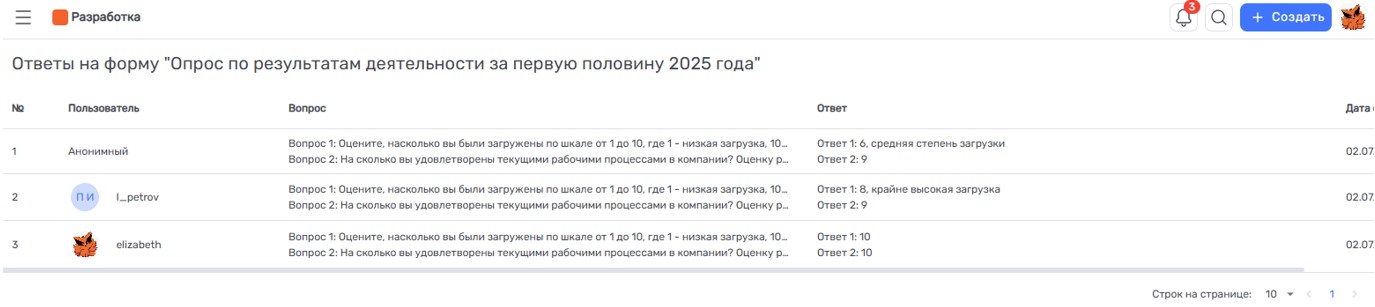 Разработка
3
+ Создать
Ответы на форму "Опрос по результатам деятельности за первую половину 2025 года"
№ Пользователь Вопрос Ответ Дата
1 Анонимный Вопрос 1: Оцените, насколько вы были загружены по шкале от 1 до 10, где 1 - низкая загрузка, 10... Ответ 1: 6, средняя степень загрузки 02.07.
Вопрос 2: На сколько вы удовлетворены текущими рабочими процессами в компании? Оценку р... Ответ 2: 9
2 П И I_petrov Вопрос 1: Оцените, насколько вы были загружены по шкале от 1 до 10, где 1 - низкая загрузка, 10... Ответ 1: 8, крайне высокая загрузка 02.07.
Вопрос 2: На сколько вы удовлетворены текущими рабочими процессами в компании? Оценку р... Ответ 2: 9
3 elizabeth Вопрос 1: Оцените, насколько вы были загружены по шкале от 1 до 10, где 1 - низкая загрузка, 10... Ответ 1: 10 02.07.
Вопрос 2: На сколько вы удовлетворены текущими рабочими процессами в компании? Оценку р... Ответ 2: 10
Строк на странице: 10 1